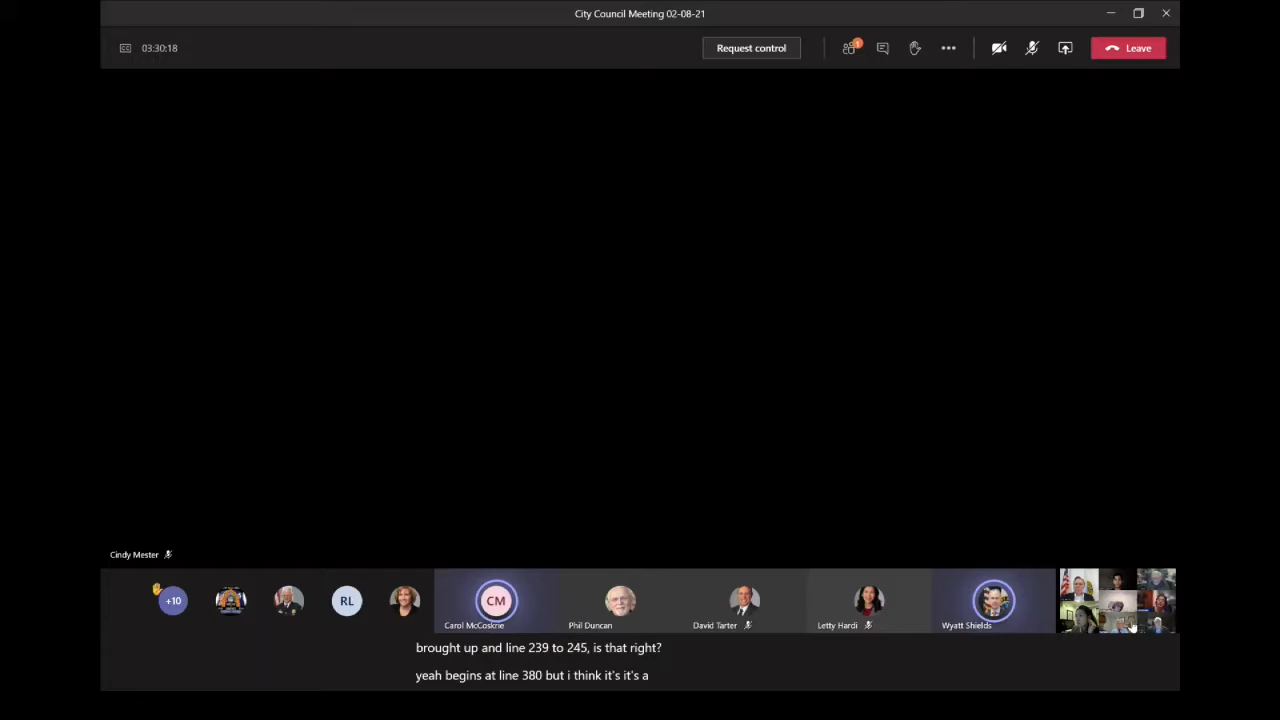 City Council Meeting 02-08-21
03:30:18
Request control
1
Leave
Cindy Mester
+10
RL
CM
Carol McCoskrie
Phil Duncan
David Tarter
Letty Hardi
Wyatt Shields
brought up and line 239 to 245, is that right?
yeah begins at line 380 but i think it's it's a